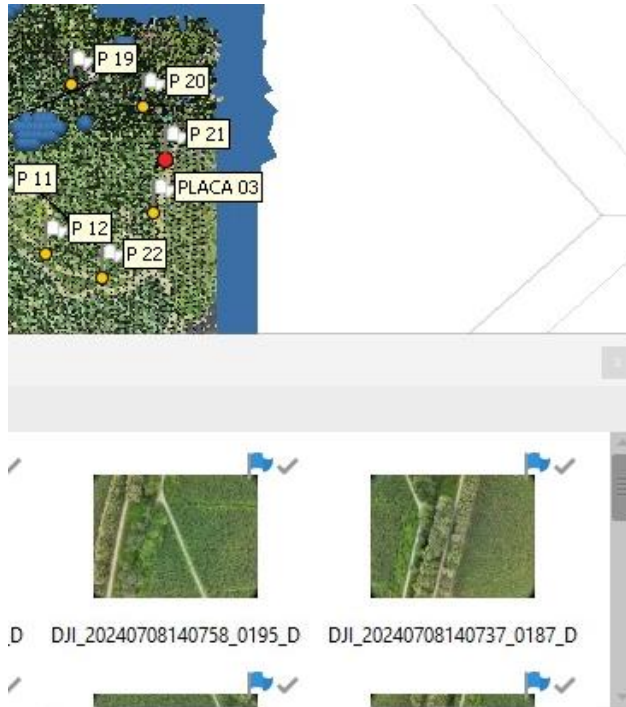 P 19
P 20
P 21
P 11
PLACA 03
P 12
P 22
_D
DJI_20240708140758_0195_D
DJI_20240708140737_0187_D